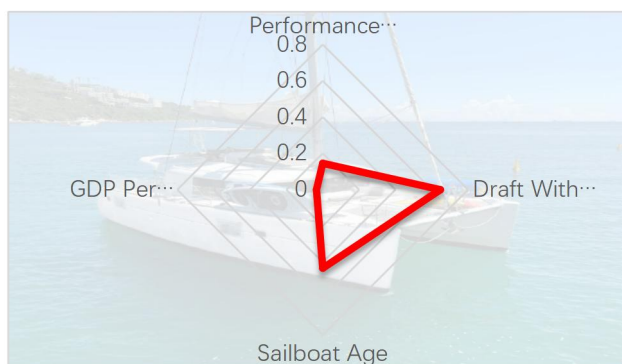 Performance…
0.8
0.6
0.4
0.2
GDP Per… 0 Draft With…
Sailboat Age